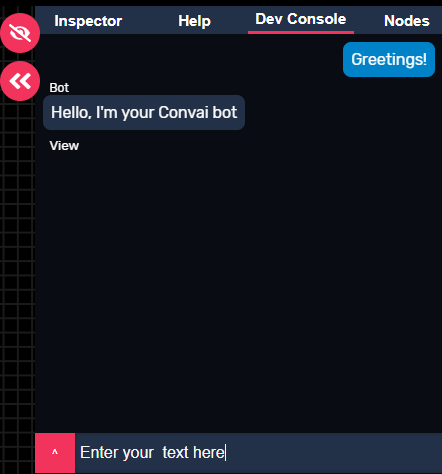 Inspector Help Dev Console Nodes
Greetings!
Bot
Hello, I'm your Convai bot
View
^ Enter your  text here